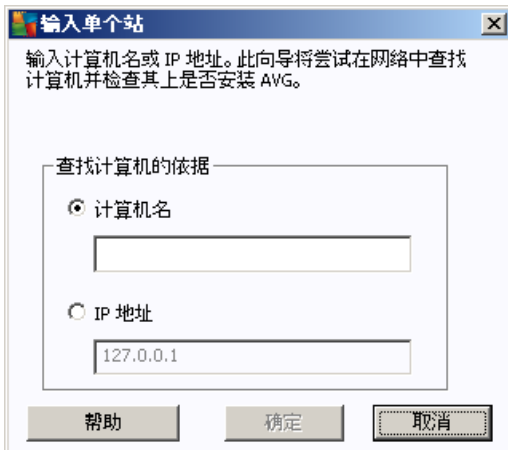 输入单个站
输入计算机名或 IP 地址。此向导将尝试在网络中查找
计算机并检查其上是否安装 AVG。
查找计算机的依据
计算机名
IP 地址
127.0.0.1
帮助
确定
取消